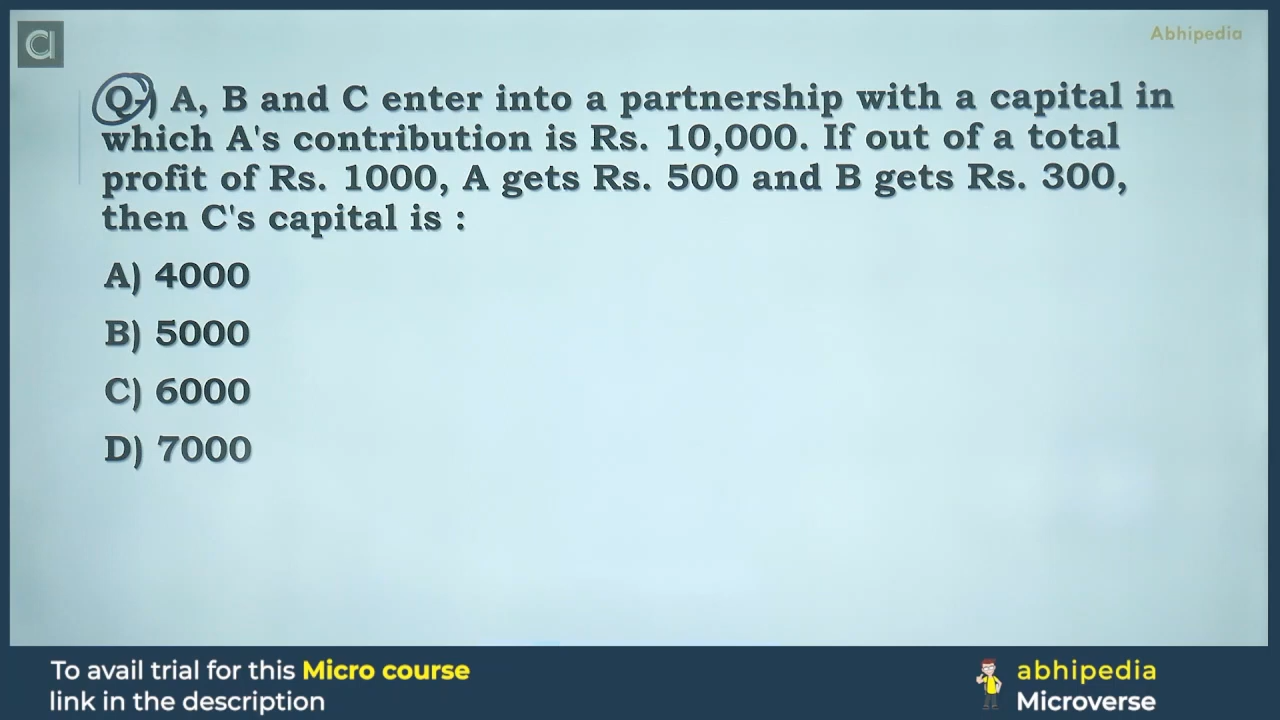 Abhipedia
Q-) A, B and C enter into a partnership with a capital in
which A's contribution is Rs. 10,000. If out of a total
profit of Rs. 1000, A gets Rs. 500 and B gets Rs. 300,
then C's capital is :
A) 4000
B) 5000
C) 6000
D) 7000
To avail trial for this Micro course
link in the description
abhipedia
Microverse